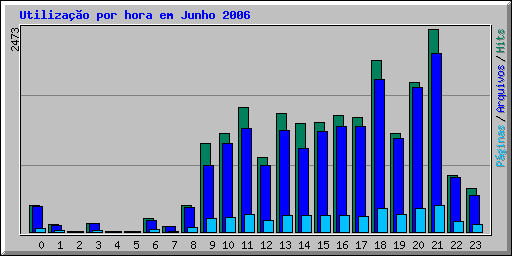 Utilização por hora em Junho 2006
2473
Páginas / Arquivos / Hits
0 1 2 3 4 5 6 7 8 9 10 11 12 13 14 15 16 17 18 19 20 21 22 23